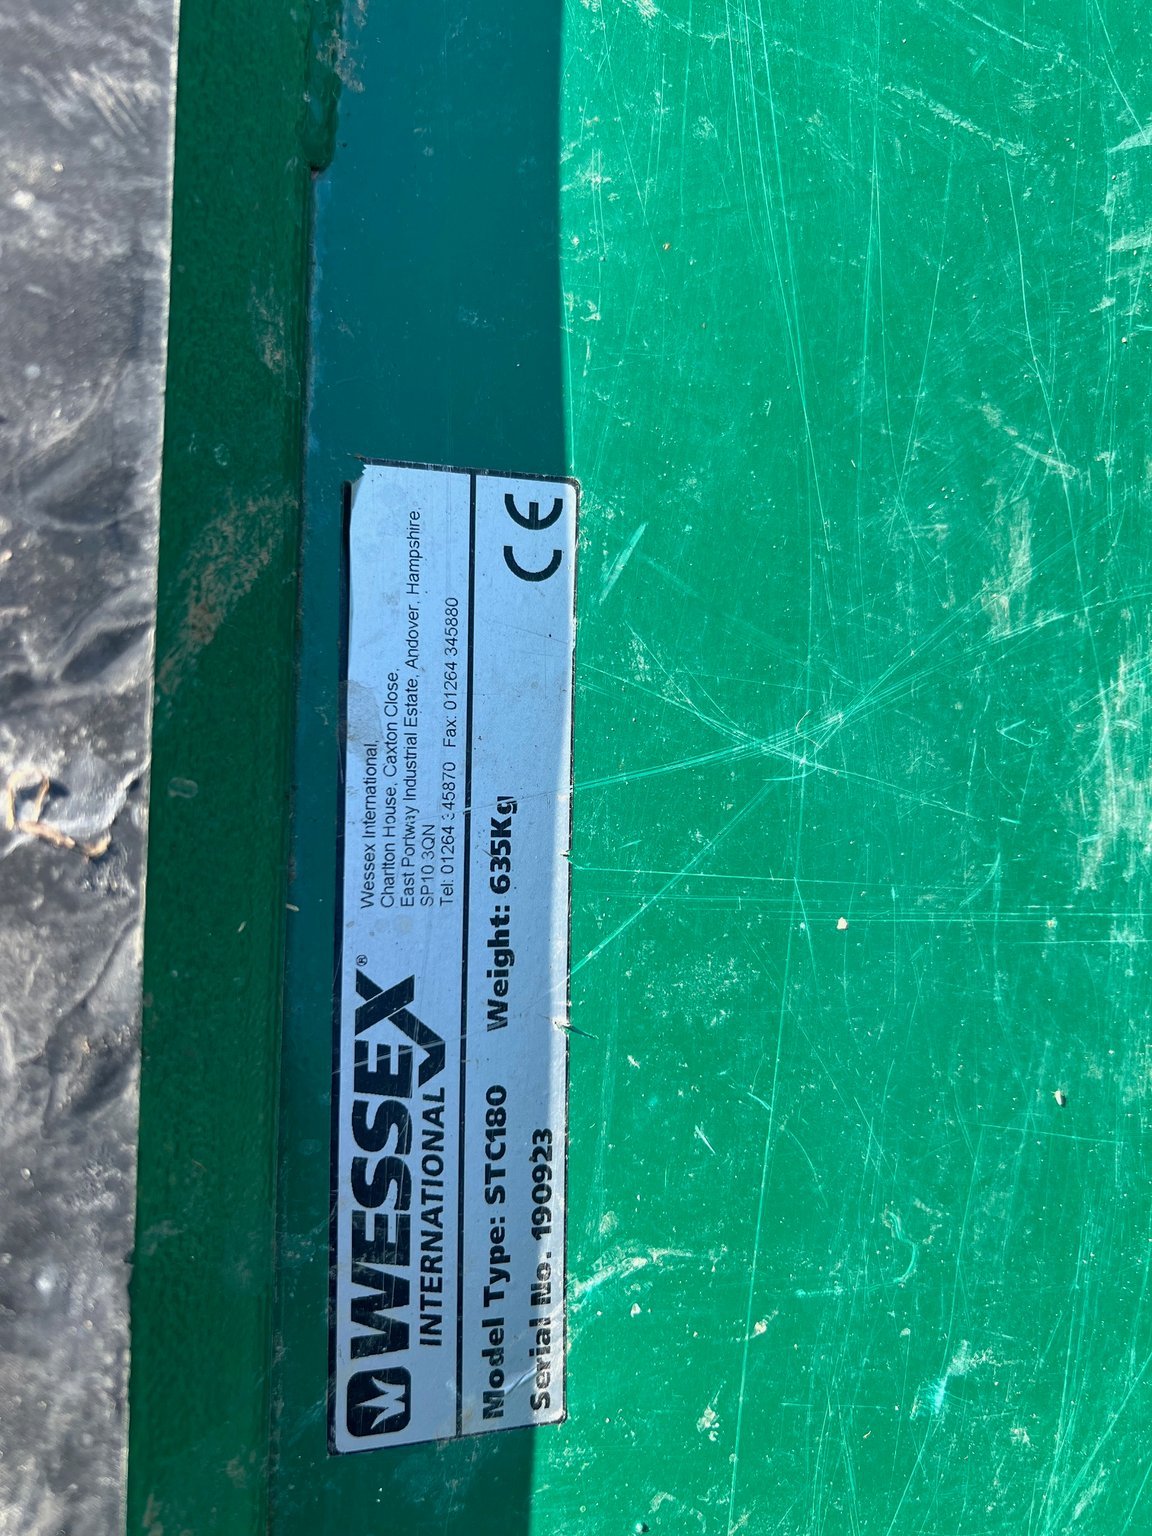 WESSEX®
INTERNATIONAL
Wessex International,
Charlton House, Caxton Close,
East Portway Industrial Estate, Andover, Hampshire.
SP10 3QN
Tel: 01264 345870 Fax: 01264 345880
Model Type: STC180 Weight: 635Kg
Serial No. 190923
CE